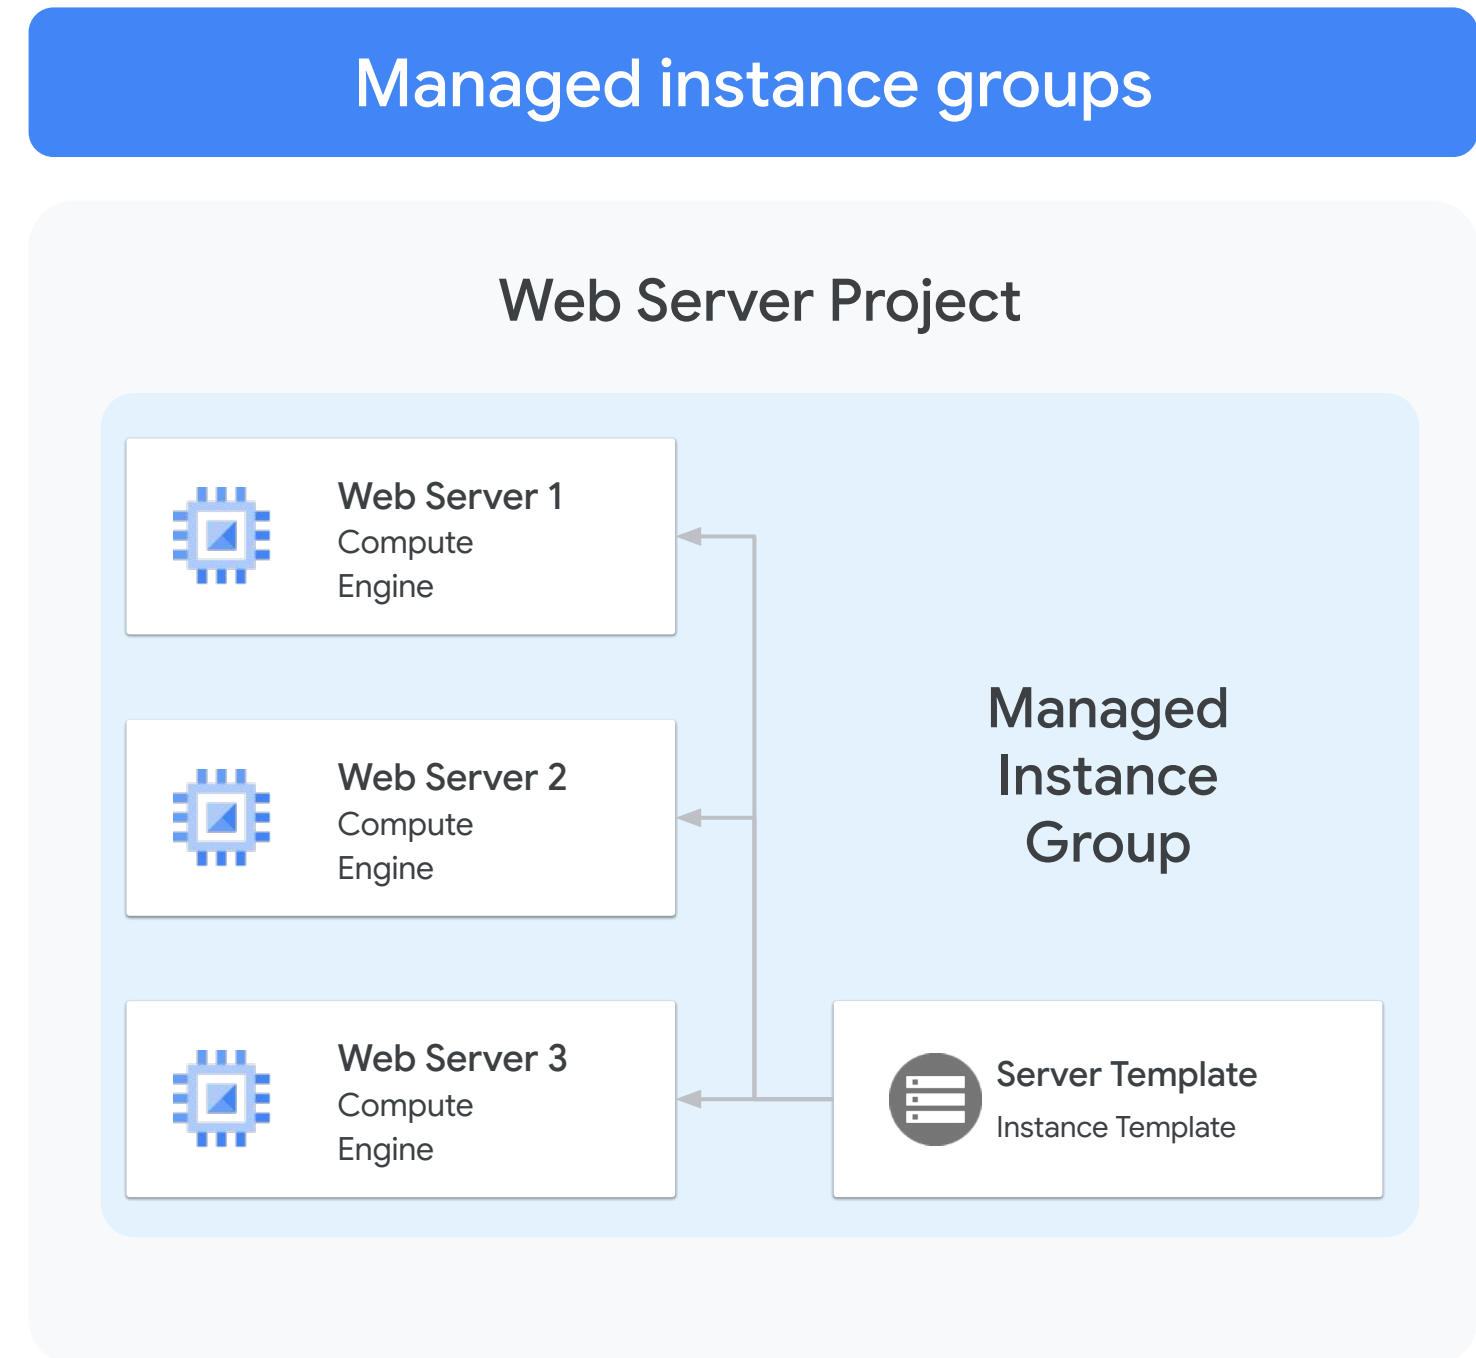 Managed instance groups
Web Server Project
Web Server 1
Compute
Engine
Web Server 2
Compute
Engine
Managed
Instance
Group
Web Server 3
Compute
Engine
Server Template
Instance Template